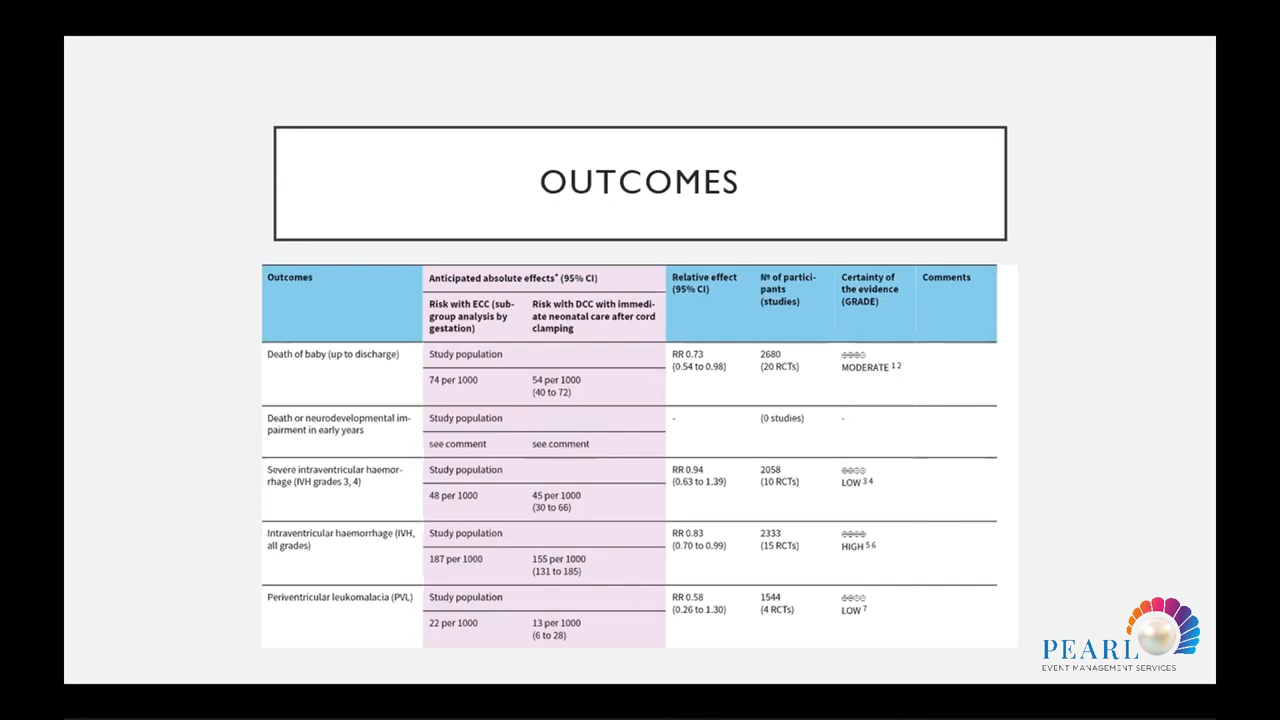 OUTCOMES
Outcomes
Anticipated absolute effects* (95% CI)
Relative effect
(95% CI)
№ of partici-
pants
(studies)
Certainty of
the evidence
(GRADE)
Comments
Risk with ECC (sub-
group analysis by
gestation)
Risk with DCC with immedi-
ate neonatal care after cord
clamping
Death of baby (up to discharge)
Study population
RR 0.73
(0.54 to 0.98)
2680
(20 RCTs)
⊕⊕⊕⊝
MODERATE 1 2
74 per 1000
54 per 1000
(40 to 72)
Death or neurodevelopmental im-
pairment in early years
Study population
-
(0 studies)
-
see comment
see comment
Severe intraventricular haemor-
rhage (IVH grades 3, 4)
Study population
RR 0.94
(0.63 to 1.39)
2058
(10 RCTs)
⊕⊕⊝⊝
LOW 3 4
48 per 1000
45 per 1000
(30 to 66)
Intraventricular haemorrhage (IVH,
all grades)
Study population
RR 0.83
(0.70 to 0.99)
2333
(15 RCTs)
⊕⊕⊕⊕
HIGH 5 6
187 per 1000
155 per 1000
(131 to 185)
Periventricular leukomalacia (PVL)
Study population
RR 0.58
(0.26 to 1.30)
1544
(4 RCTs)
⊕⊕⊝⊝
LOW 7
22 per 1000
13 per 1000
(6 to 28)
PEARL
EVENT MANAGEMENT SERVICES